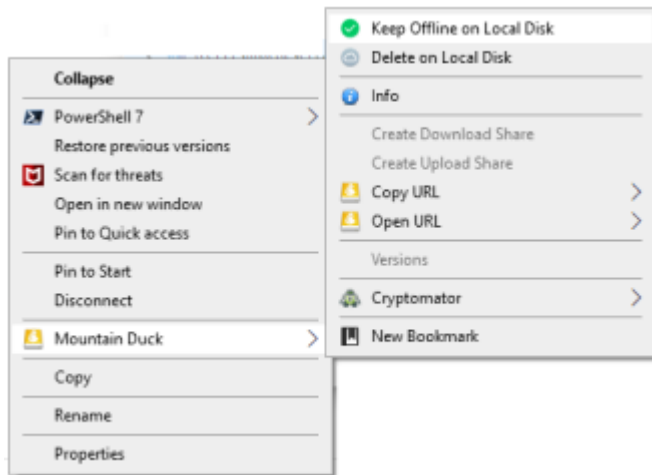 Collapse
PowerShell 7
Restore previous versions
Scan for threats
Open in new window
Pin to Quick access
Pin to Start
Disconnect
Mountain Duck
Copy
Rename
Properties
Keep Offline on Local Disk
Delete on Local Disk
Info
Create Download Share
Create Upload Share
Copy URL
Open URL
Versions
Cryptomator
New Bookmark